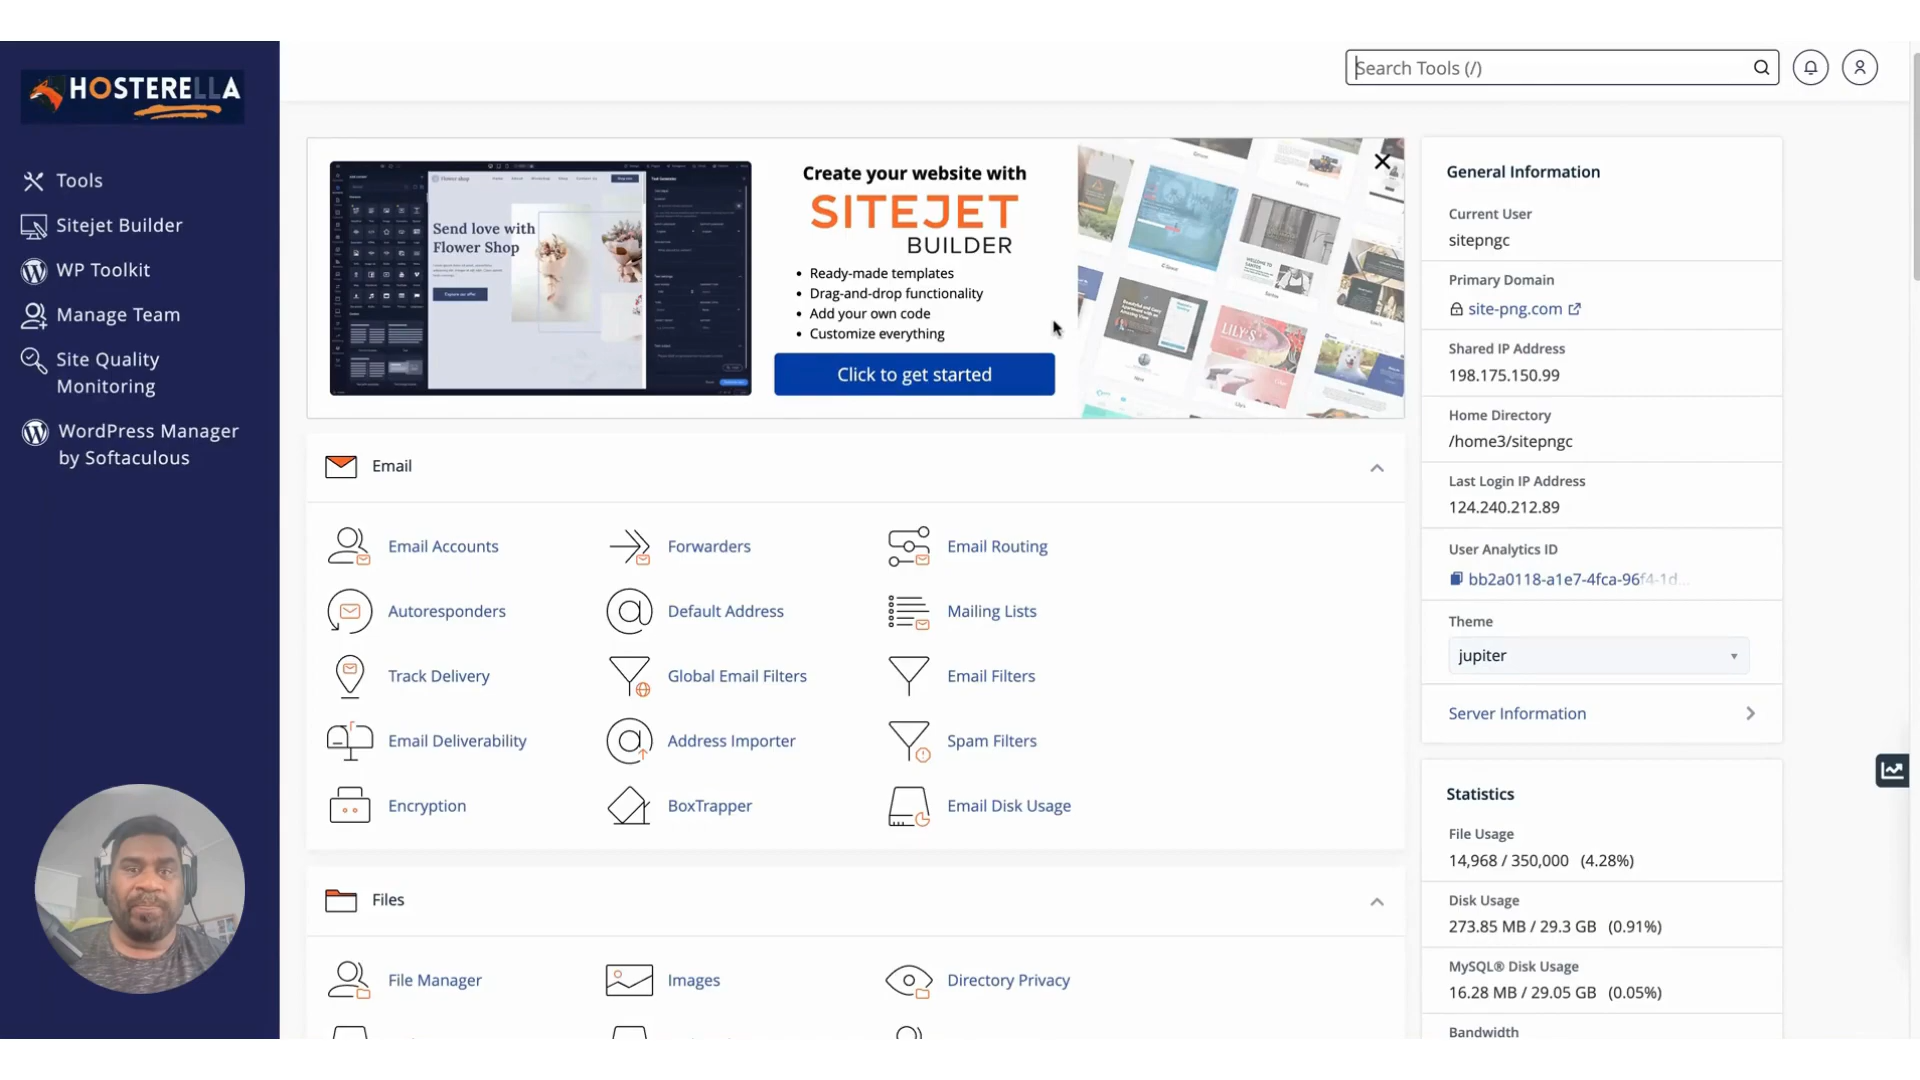 HOSTERELLA
Search Tools (/)
Tools
Sitejet Builder
WP Toolkit
Manage Team
Site Quality
Monitoring
WordPress Manager
by Softaculous
Send love with
Flower Shop
Create your website with
SITEJET
BUILDER
• Ready-made templates
• Drag-and-drop functionality
• Add your own code
• Customize everything
Click to get started
LILY'S
General Information
Current User
sitepngc
Primary Domain
site-png.com
Shared IP Address
198.175.150.99
Home Directory
/home3/sitepngc
Last Login IP Address
124.240.212.89
User Analytics ID
bb2a0118-a1e7-4fca-96f4-1d...
Theme
jupiter
Server Information
Email
Email Accounts
Forwarders
Email Routing
Autoresponders
Default Address
Mailing Lists
Track Delivery
Global Email Filters
Email Filters
Email Deliverability
Address Importer
Spam Filters
Encryption
BoxTrapper
Email Disk Usage
Files
File Manager
Images
Directory Privacy
Statistics
File Usage
14,968 / 350,000 (4.28%)
Disk Usage
273.85 MB / 29.3 GB (0.91%)
MySQL® Disk Usage
16.28 MB / 29.05 GB (0.05%)
Bandwidth